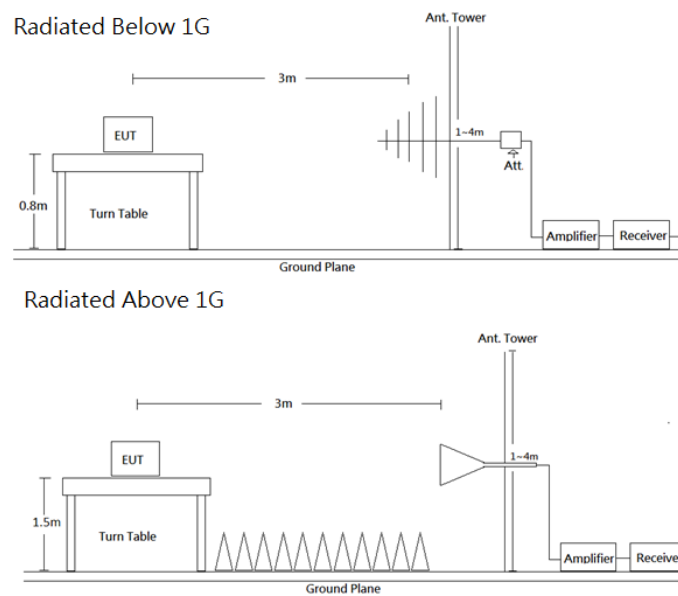 Radiated Below 1G
Ant. Tower
3m
EUT
1~4m
Att.
0.8m
Turn Table
Amplifier
Receiver
Ground Plane
Radiated Above 1G
Ant. Tower
3m
EUT
1~4m
1.5m
Turn Table
Amplifier
Receive
Ground Plane